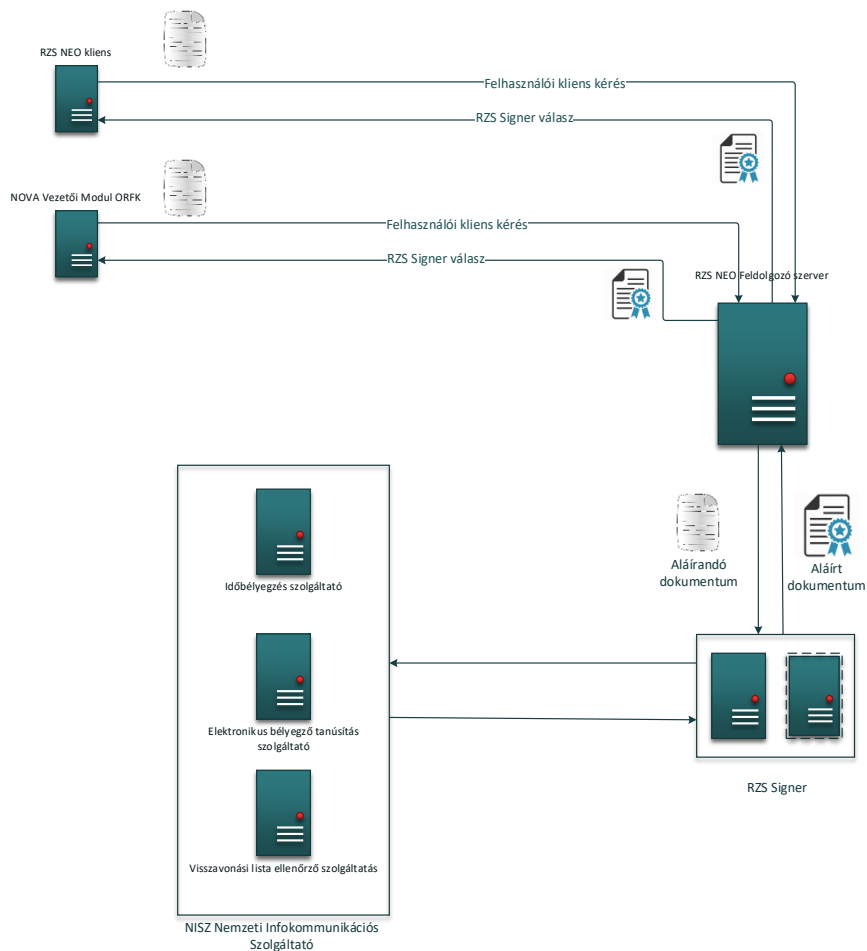 RZS NEO kliens
Felhasználói kliens kérés
RZS Signer válasz
NOVA Vezetői Modul ORFK
Felhasználói kliens kérés
RZS Signer válasz
RZS NEO Feldolgozó szerver
Aláírandó
dokumentum
Aláírt
dokumentum
Időbélyegzés szolgáltató
Elektronikus bélyegző tanúsítás
szolgáltató
Visszavonási lista ellenőrző szolgáltatás
RZS Signer
NISZ Nemzeti Infokommunikációs
Szolgáltató